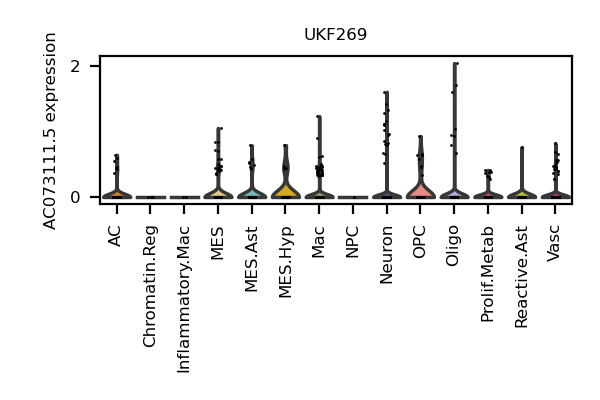 UKF269
AC073111.5 expression
2
0
AC
Chromatin.Reg
Inflammatory.Mac
MES
MES.Ast
MES.Hyp
Mac
NPC
Neuron
OPC
Oligo
Prolif.Metab
Reactive.Ast
Vasc